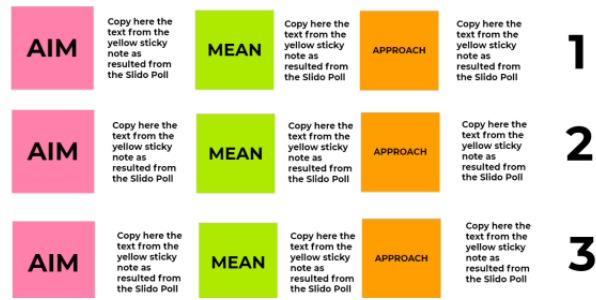 AIM
Copy here the
text from the
yellow sticky
note as
resulted from
the Slido Poll
MEAN
Copy here the
text from the
yellow sticky
note as
resulted from
the Slido Poll
APPROACH
Copy here the
text from the
yellow sticky
note as
resulted from
the Slido Poll
1
AIM
Copy here the
text from the
yellow sticky
note as
resulted from
the Slido Poll
MEAN
Copy here the
text from the
yellow sticky
note as
resulted from
the Slido Poll
APPROACH
Copy here the
text from the
yellow sticky
note as
resulted from
the Slido Poll
2
AIM
Copy here the
text from the
yellow sticky
note as
resulted from
the Slido Poll
MEAN
Copy here the
text from the
yellow sticky
note as
resulted from
the Slido Poll
APPROACH
Copy here the
text from the
yellow sticky
note as
resulted from
the Slido Poll
3